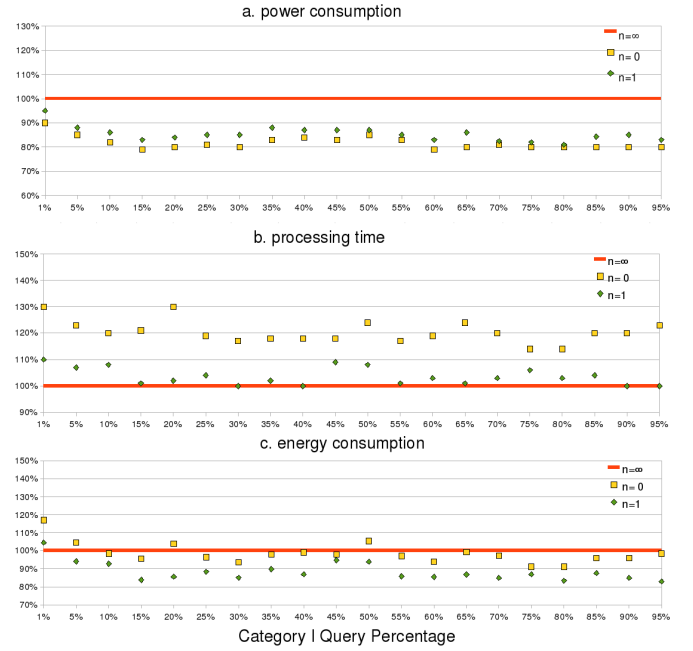 a. power consumption
130%
120%
110%
100%
90%
80%
70%
60%
n=∞
n= 0
n=1
1% 5% 10% 15% 20% 25% 30% 35% 40% 45% 50% 55% 60% 65% 70% 75% 80% 85% 90% 95%
b. processing time
150%
140%
130%
120%
110%
100%
90%
n=∞
n= 0
n=1
1% 5% 10% 15% 20% 25% 30% 35% 40% 45% 50% 55% 60% 65% 70% 75% 80% 85% 90% 95%
c. energy consumption
150%
140%
130%
120%
110%
100%
90%
80%
70%
n=∞
n= 0
n=1
1% 5% 10% 15% 20% 25% 30% 35% 40% 45% 50% 55% 60% 65% 70% 75% 80% 85% 90% 95%
Category I Query Percentage